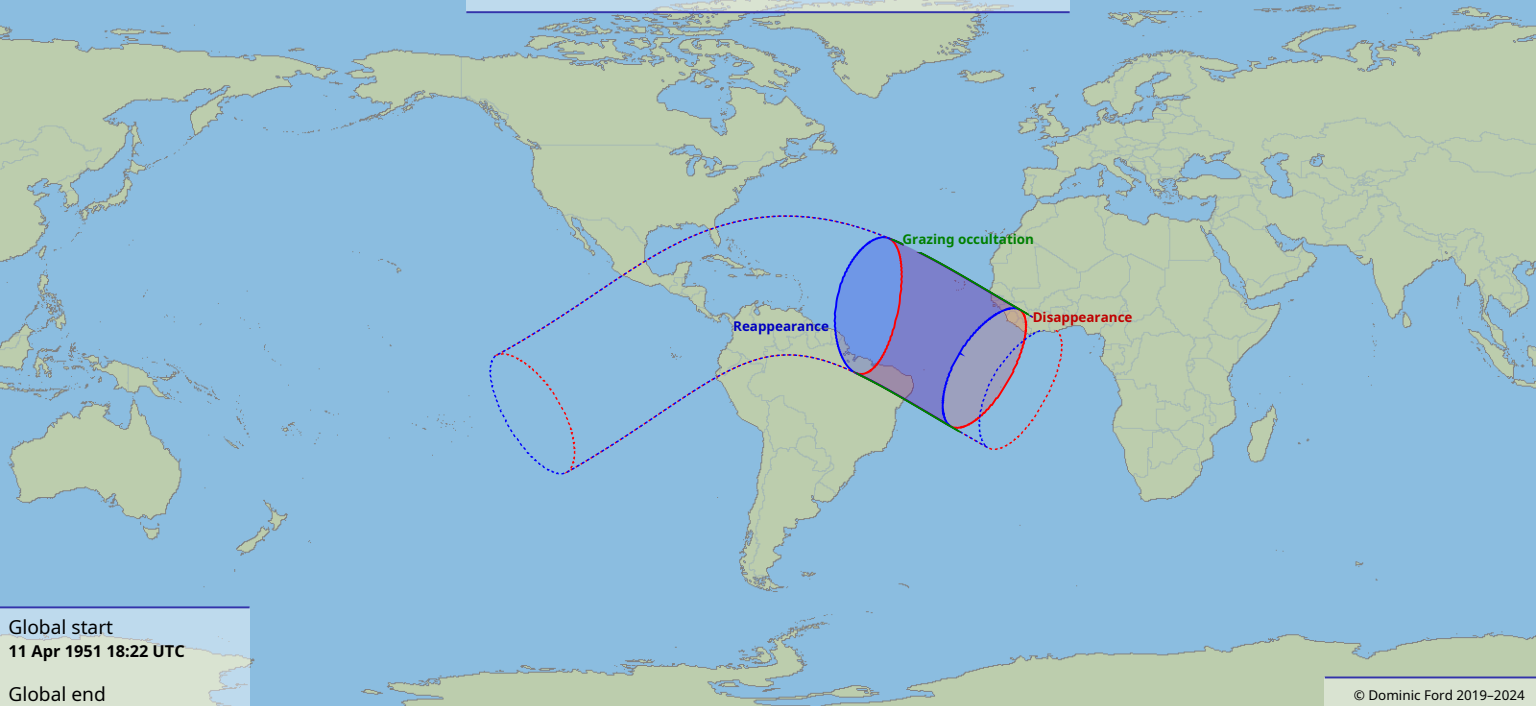 Grazing occultation
Disappearance
Reappearance
Global start
11 Apr 1951 18:22 UTC
Global end
© Dominic Ford 2019–2024